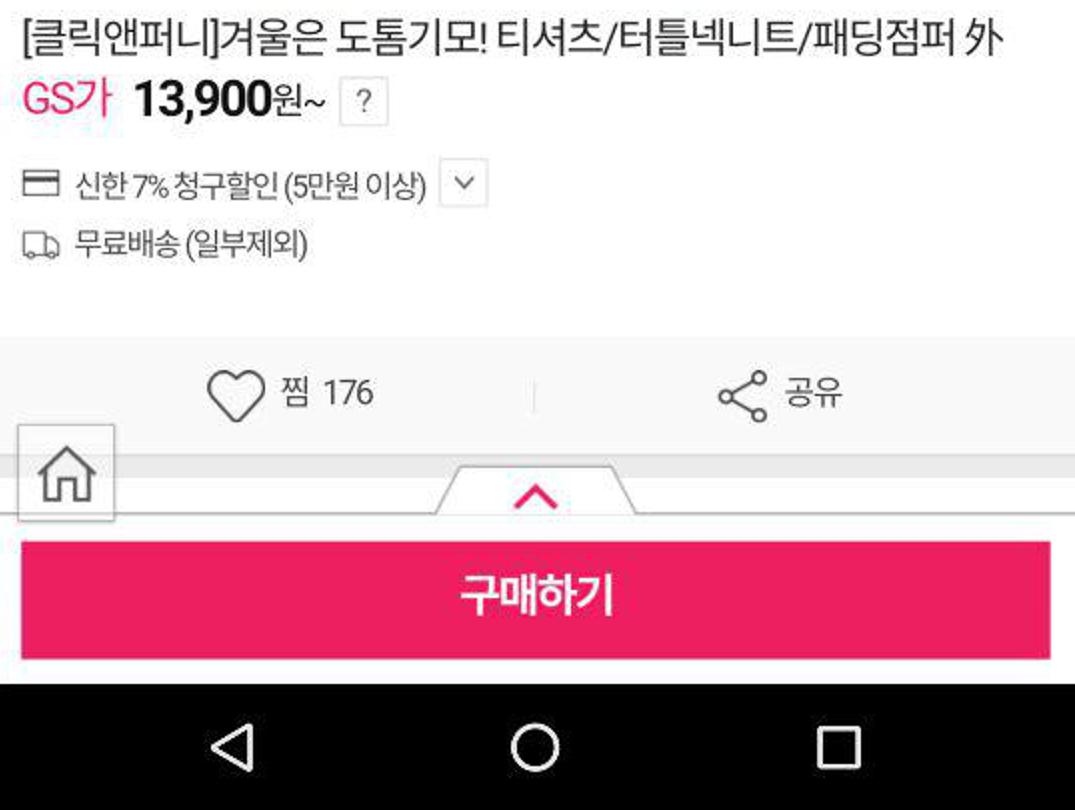 [클릭앤퍼니]겨울은 도톰기모! 티셔츠/터틀넥니트/패딩점퍼 外
GS가 13,900원~ ?
신한 7% 청구할인 (5만원 이상)
무료배송 (일부제외)
찜 176 공유
구매하기